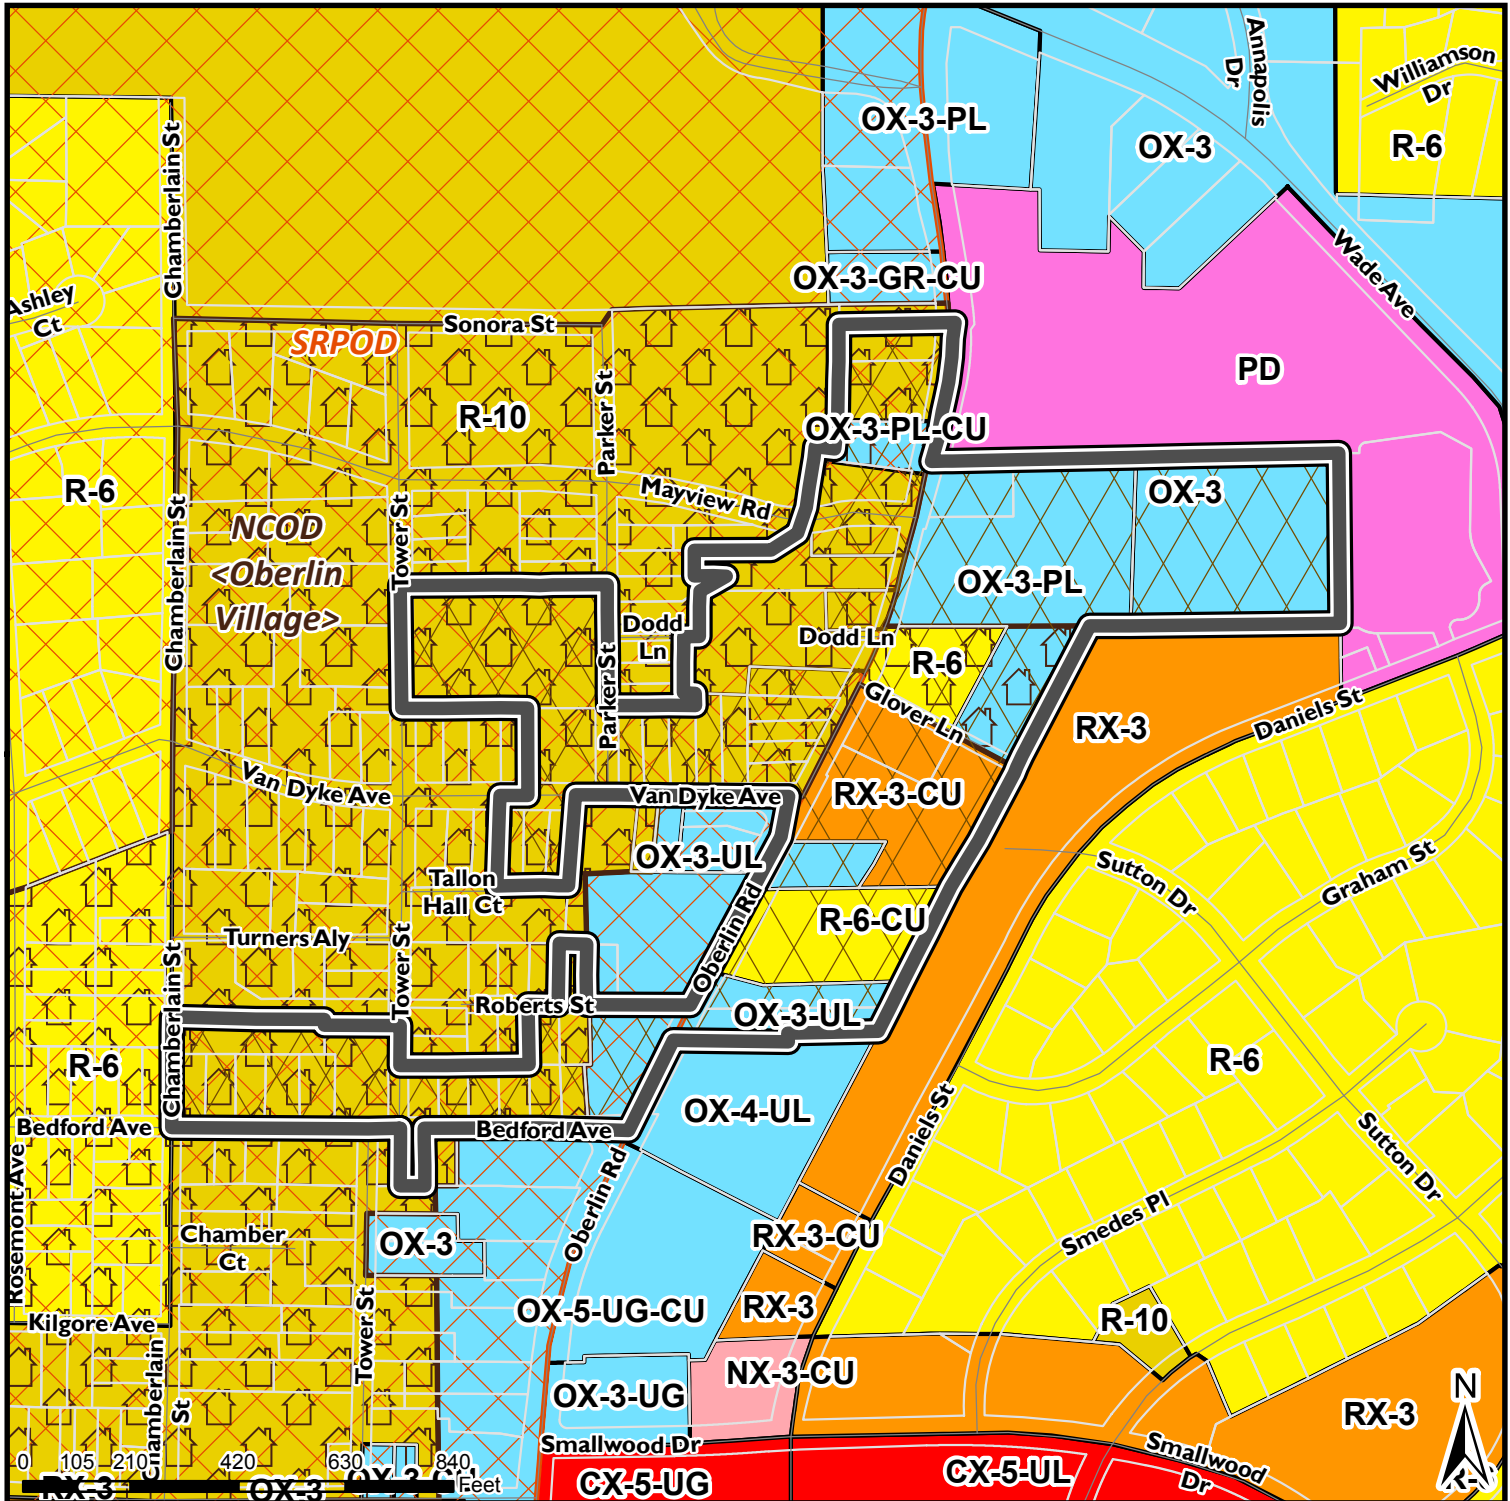 Annapolis
Dr
Williamson
Dr
OX-3-PL
OX-3
R-6
Chamberlain St
Wade Ave
OX-3-GR-CU
Ashley
Ct
Sonora St
SRPOD
PD
R-10
Parker St
OX-3-PL-CU
R-6
Mayview Rd
OX-3
NCOD
<Oberlin
Village>
Tower St
Chamberlain St
OX-3-PL
Dodd
Ln
Dodd Ln
R-6
Parker St
Glover Ln
RX-3
Daniels St
Van Dyke Ave
Van Dyke Ave
RX-3-CU
OX-3-UL
Tallon
Hall Ct
Sutton Dr
Graham St
R-6-CU
Turners Aly
Tower St
Oberlin Rd
Chamberlain St
Roberts St
OX-3-UL
R-6
R-6
OX-4-UL
Bedford Ave
Bedford Ave
Daniels St
Sutton Dr
Rosemont Ave
Oberlin Rd
Smedes Pl
Chamber
Ct
OX-3
RX-3-CU
OX-5-UG-CU
RX-3
R-10
Kilgore Ave
Tower St
Chamberlain
St
NX-3-CU
OX-3-UG
RX-3
N
Smallwood Dr
Smallwood
Dr
0 105 210 420 630 840
Feet
RX-3
OX-3
OX-3-CU
CX-5-UG
CX-5-UL